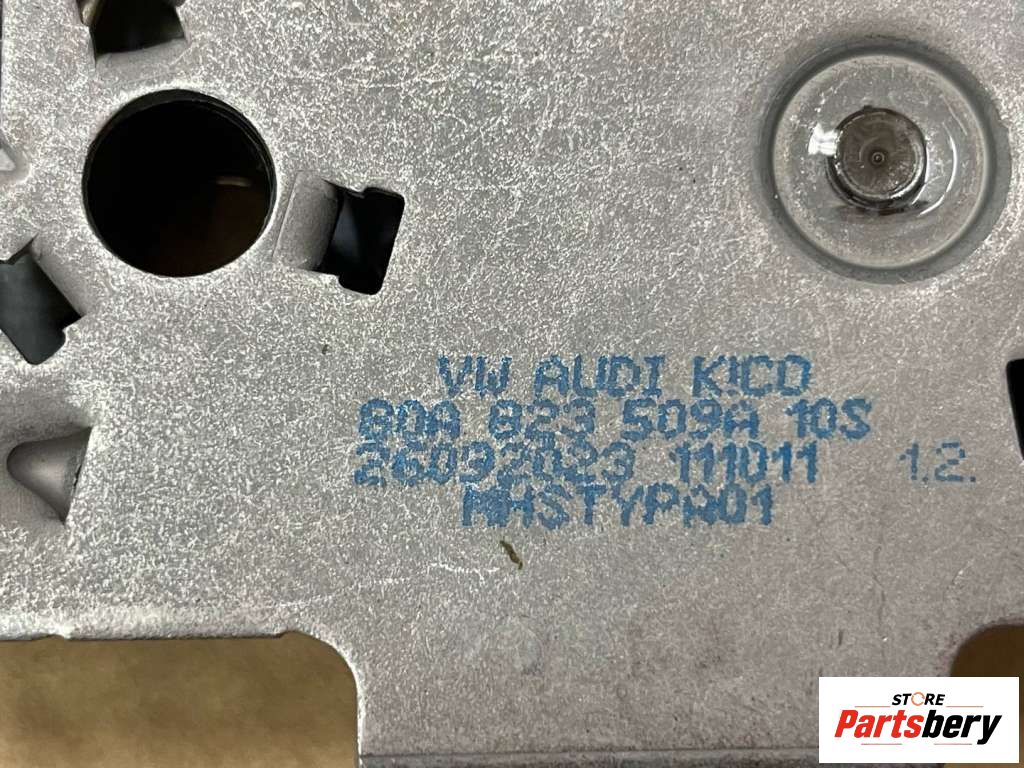 VW AUDI KICO
80A 823 509A 10S
26092023 111011 1.2.
MHSTYPA01
STORE
Partsbery